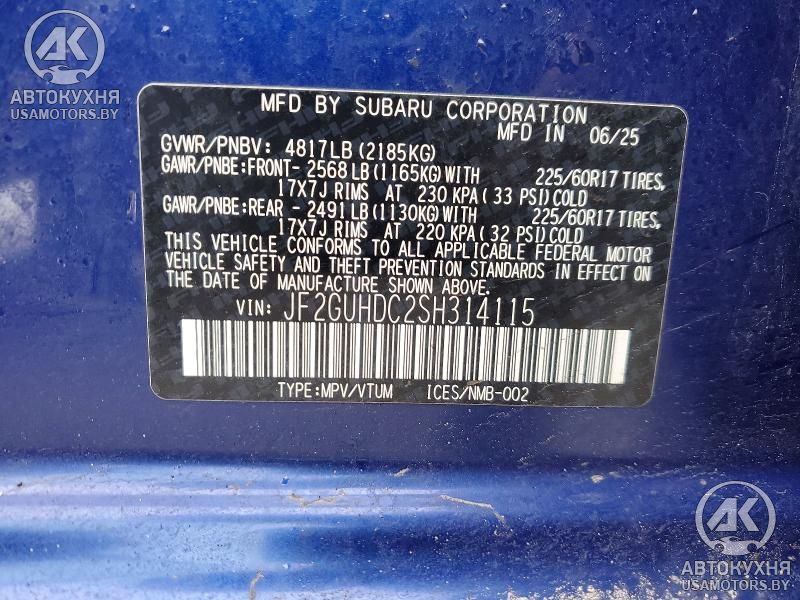 AK
АВТОКУХНЯ
USAMOTORS.BY
MFD BY SUBARU CORPORATION
MFD IN 06/25
GVWR/PNBV: 4817LB (2185KG)
GAWR/PNBE:FRONT- 2568LB (1165KG) WITH 225/60R17 TIRES,
17X7J RIMS AT 230 KPA( 33 PSI) COLD
GAWR/PNBE:REAR - 2491LB (1130KG) WITH 225/60R17 TIRES,
17X7J RIMS AT 220 KPA( 32 PSI) COLD
THIS VEHICLE CONFORMS TO ALL APPLICABLE FEDERAL MOTOR
VEHICLE SAFETY AND THEFT PREVENTION STANDARDS IN EFFECT ON
THE DATE OF MANUFACTURE SHOWN ABOVE.
VIN: JF2GUHDC2SH314115
TYPE:MPV/VTUM ICES/NMB-002
AK
АВТОКУХНЯ
USAMOTORS.BY